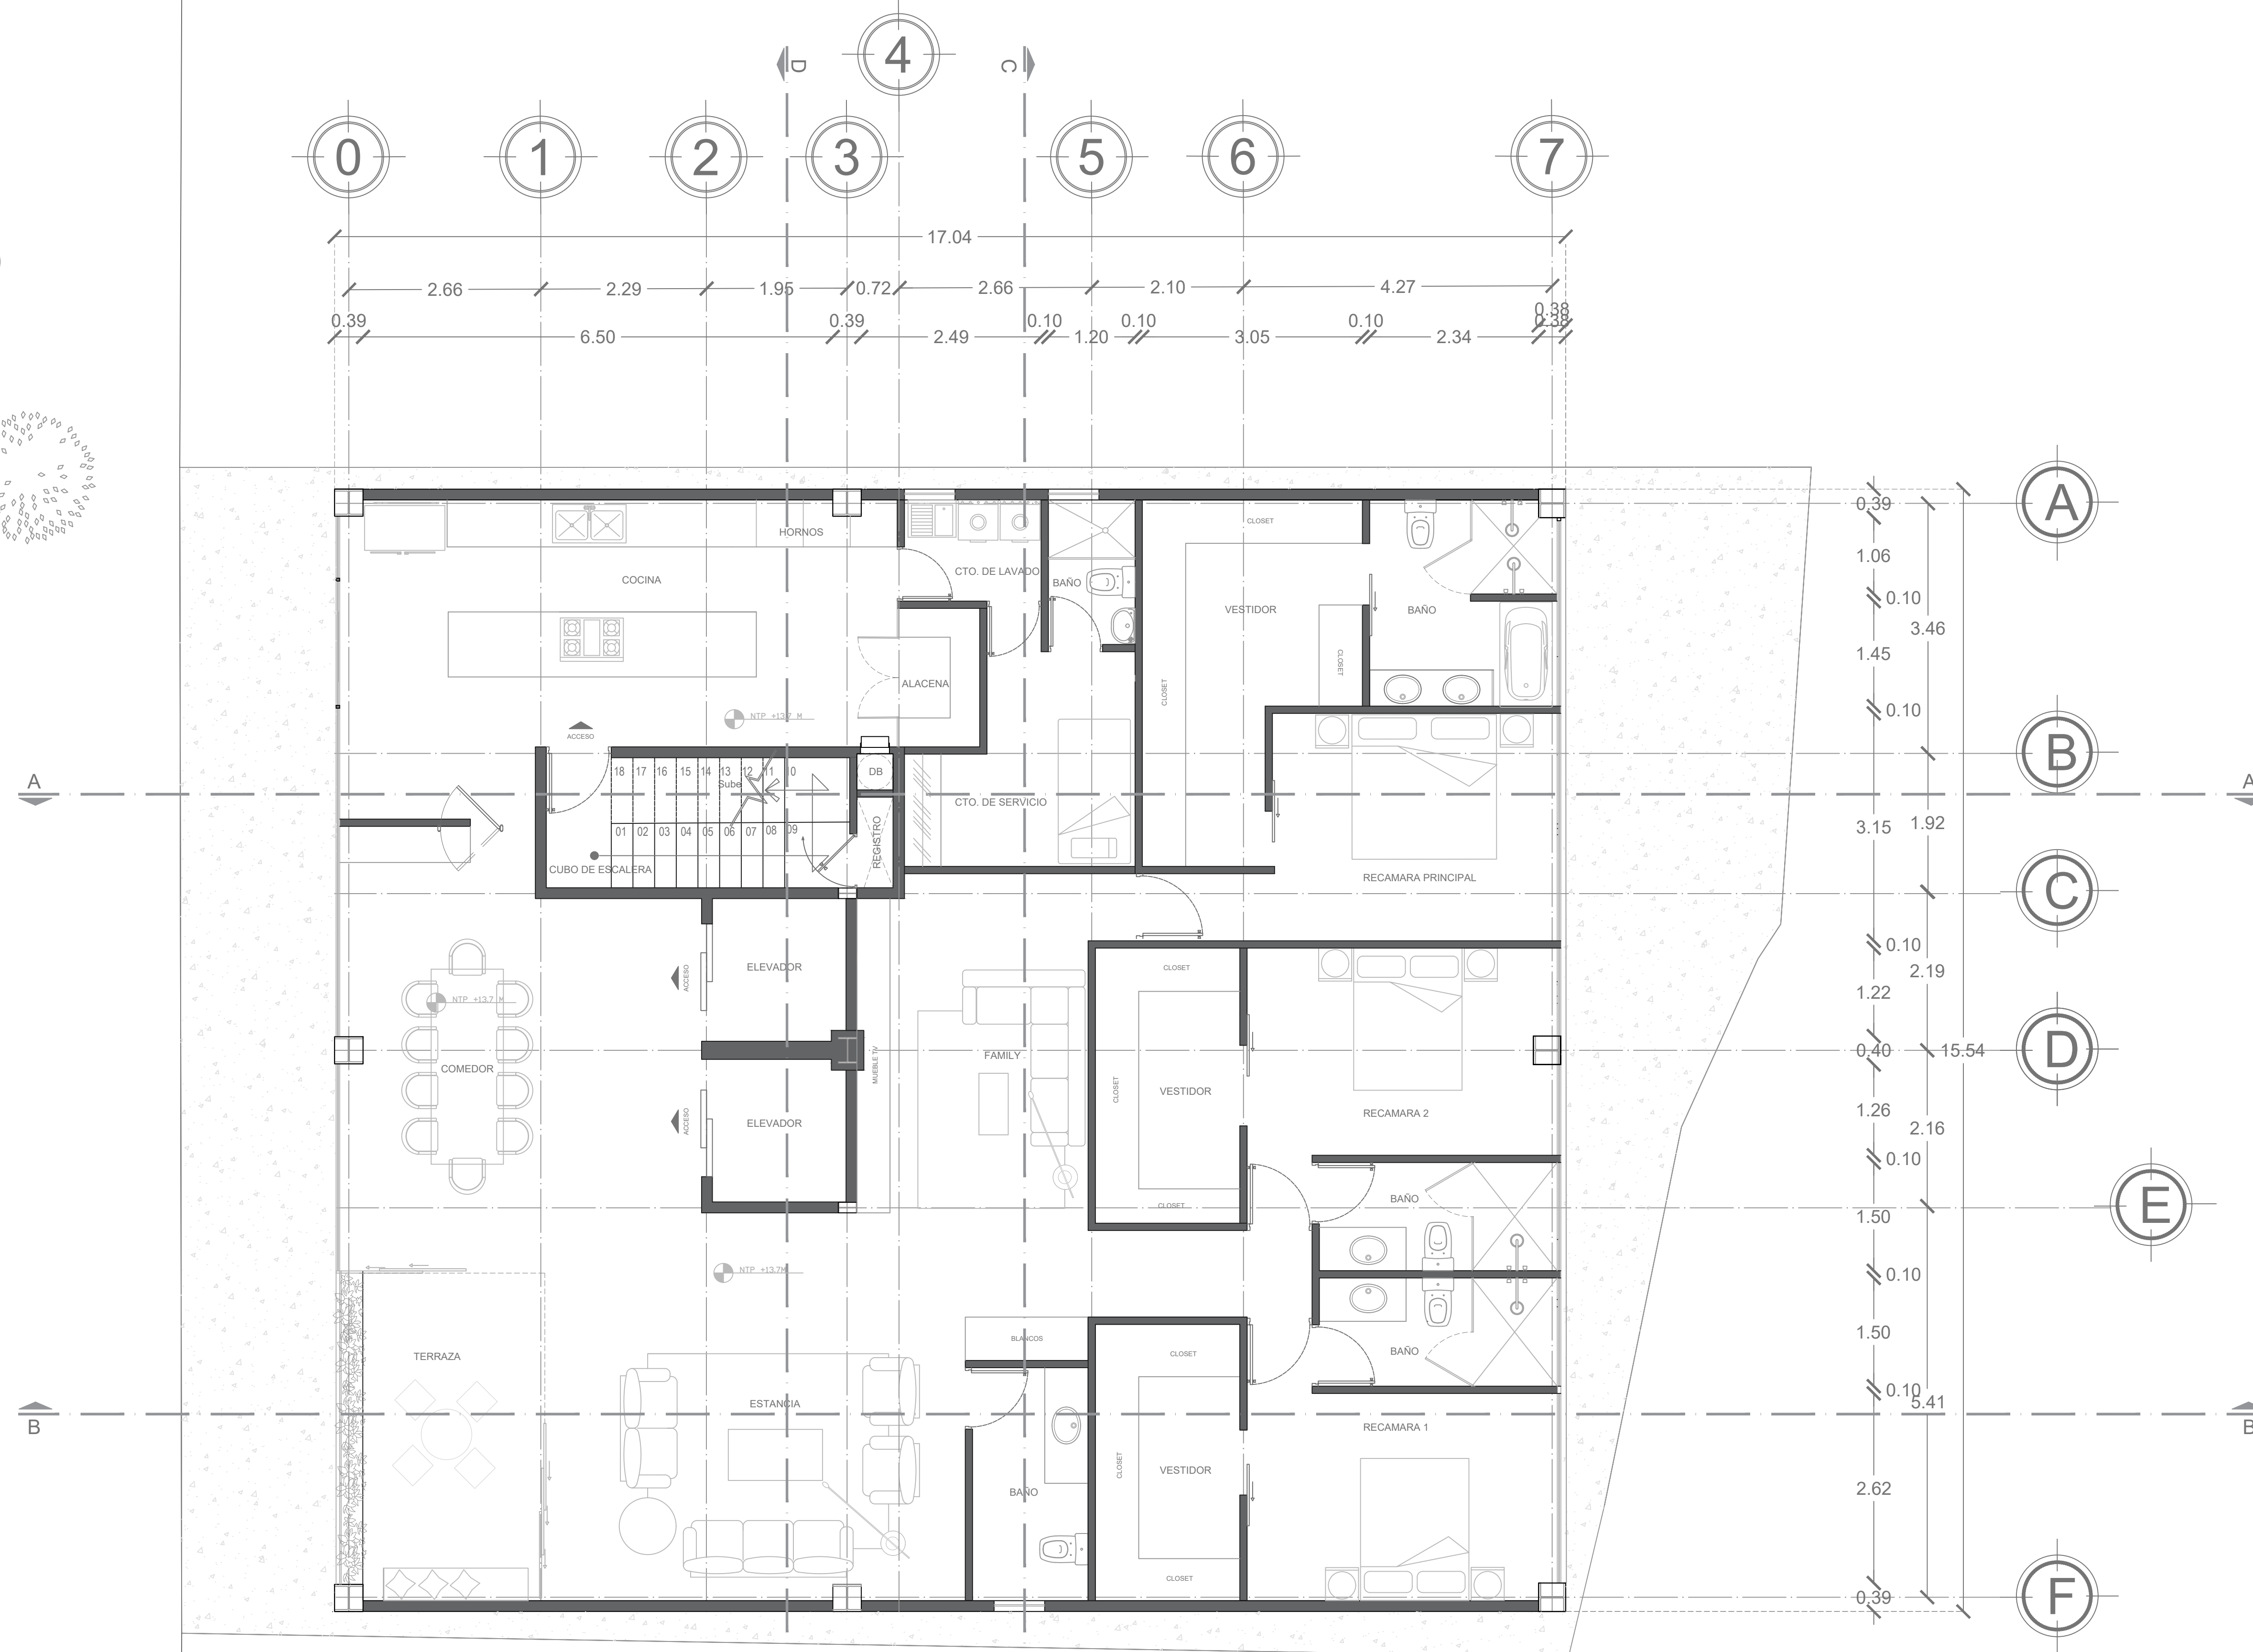 4
D
C
0
1
2
3
5
6
7
17.04
2.66
2.29
1.95
0.72
2.66
2.10
4.27
0.39
0.39
0.10
0.10
0.10
0.38
0.38
6.50
2.49
1.20
3.05
2.34
A
0.39
1.06
0.10
3.46
1.45
0.10
B
3.15
1.92
C
0.10
2.19
1.22
D
0.40
15.54
1.26
2.16
0.10
E
1.50
0.10
1.50
0.10
5.41
2.62
F
0.39
A
A
B
B
HORNOS
COCINA
CTO. DE LAVADO
BAÑO
CLOSET
VESTIDOR
CLOSET
CLOSET
BAÑO
ALACENA
NTP +13.7 M
ACCESO
18 17 16 15 14 13 12 11 10
Sube
DB
CTO. DE SERVICIO
01 02 03 04 05 06 07 08 09
REGISTRO
CUBO DE ESCALERA
RECAMARA PRINCIPAL
ELEVADOR
ACCESO
NTP +13.7 M
COMEDOR
MUEBLE TV
FAMILY
CLOSET
CLOSET
VESTIDOR
CLOSET
RECAMARA 2
ELEVADOR
ACCESO
BAÑO
NTP +13.7M
BLANCOS
TERRAZA
ESTANCIA
CLOSET
CLOSET
VESTIDOR
CLOSET
BAÑO
BAÑO
RECAMARA 1